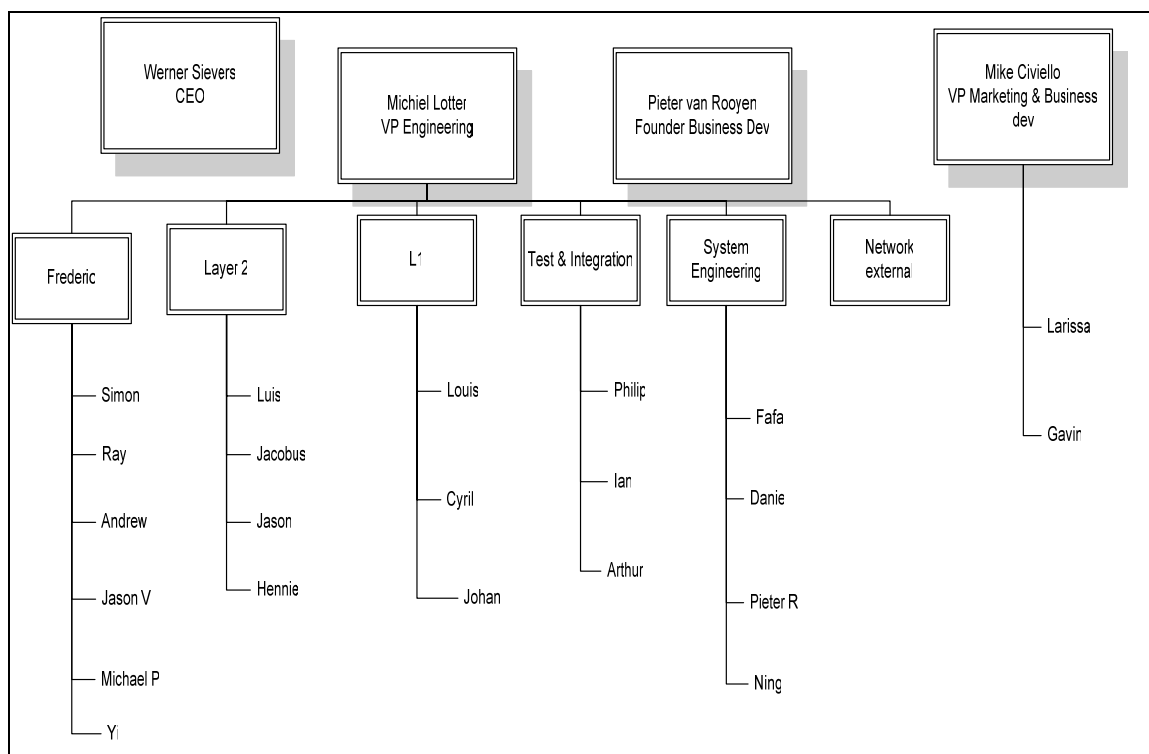 Werner Sievers
CEO
Michiel Lotter
VP Engineering
Pieter van Rooyen
Founder Business Dev
Mike Civiello
VP Marketing & Business
dev
Frederic
Layer 2
L1
Test & Integration
System
Engineering
Network
external
Simon
Ray
Andrew
Jason V
Michael P
Yi
Luis
Jacobus
Jason
Hennie
Louis
Cyril
Johan
Philip
Ian
Arthur
Fafa
Danie
Pieter R
Ning
Larissa
Gavin